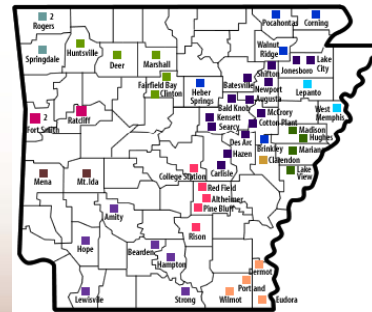 2
Rogers
Springdale
Huntsville
Deer
Marshall
Fairfield Bay
Clinton
Pocahontas
Corning
Walnut
Ridge
Shifton
Jonesboro
Lake
City
Batesville
Newport
Augusta
Lepanto
Heber
Springs
Bald Knob
McCrory
West
Memphis
2
Fort Smith
Ratcliff
Kensett
Searcy
Cotton Plant
Madison
Hughes
Des Arc
Brinkley
Marianna
Hazen
Clarendon
Lake
View
Mena
Mt.Ida
College Station
Carlisle
Red Field
Altheimer
Pine Bluff
Amity
Rison
Hope
Bearden
Hampton
Dermott
Portland
Lewisville
Strong
Wilmot
Eudora